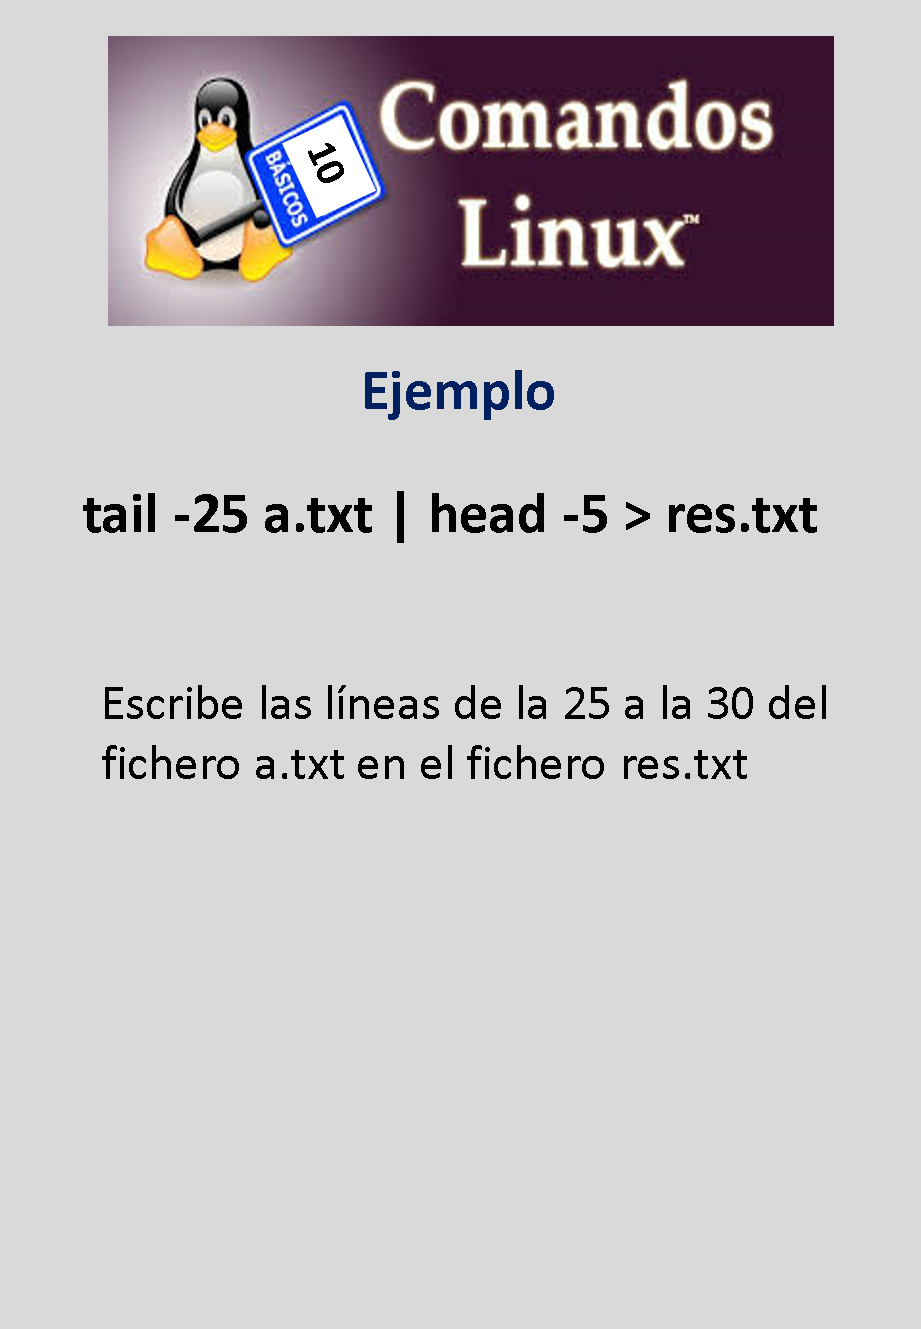 Comandos
Linux™
10
BÁSICOS
Ejemplo
tail -25 a.txt | head -5 > res.txt
Escribe las líneas de la 25 a la 30 del
fichero a.txt en el fichero res.txt